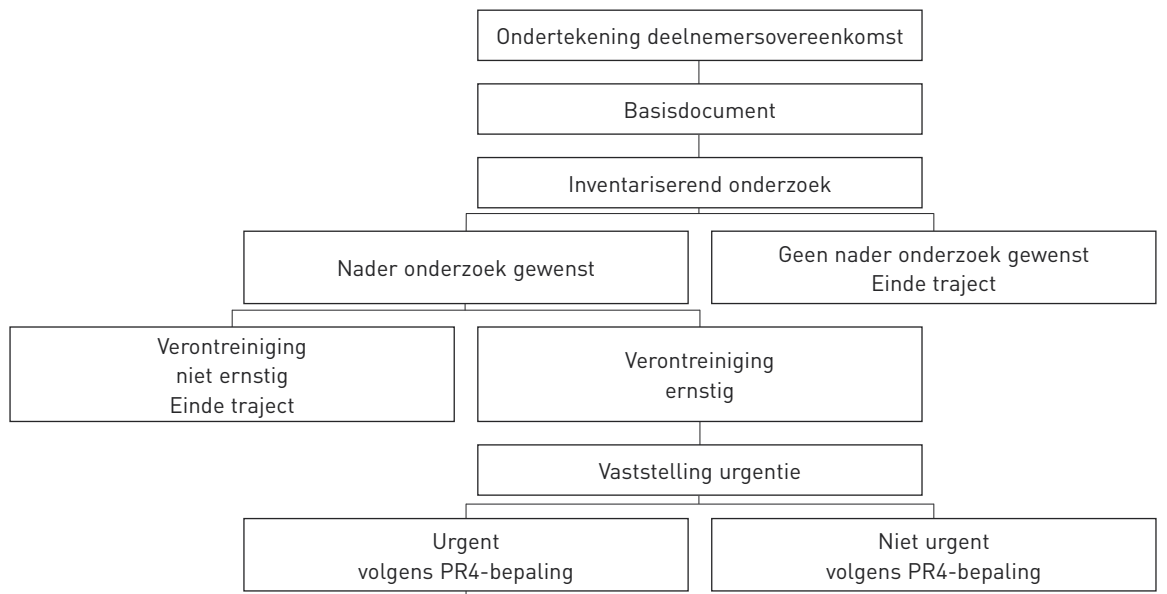 Ondertekening deelnemersovereenkomst
Basisdocument
Inventariserend onderzoek
Nader onderzoek gewenst
Geen nader onderzoek gewenst
Einde traject
Verontreiniging
niet ernstig
Einde traject
Verontreiniging
ernstig
Vaststelling urgentie
Urgent
volgens PR4-bepaling
Niet urgent
volgens PR4-bepaling